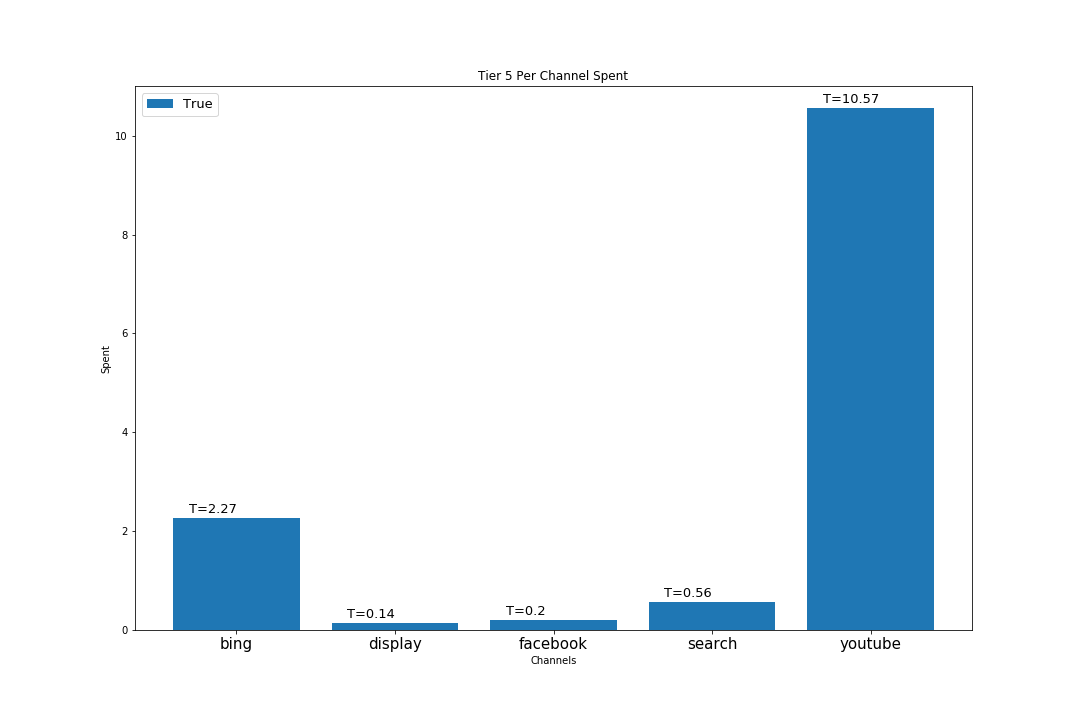 Tier 5 Per Channel Spent
True
T=10.57
10
8
6
Spent
4
T=2.27
2
T=0.56
T=0.14
T=0.2
0
bing display facebook search youtube
Channels